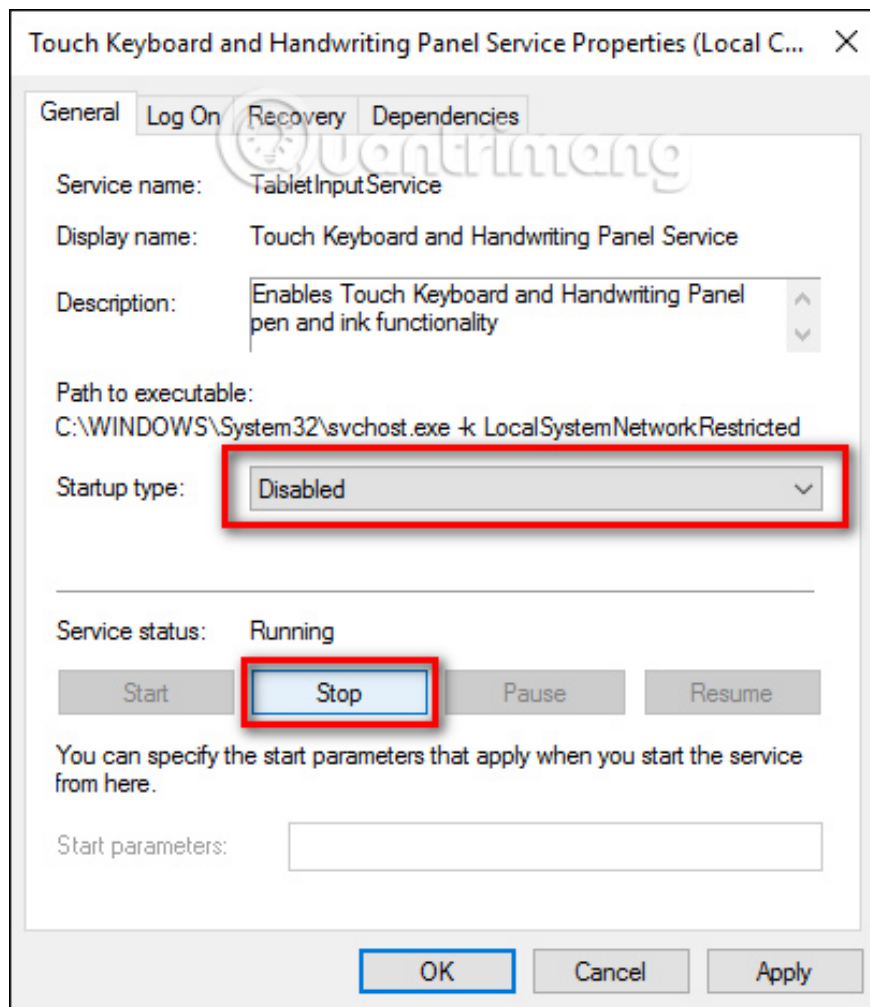 Touch Keyboard and Handwriting Panel Service Properties (Local C...
General Log On Recovery Dependencies
Quantrimang
Service name: TabletInputService
Display name: Touch Keyboard and Handwriting Panel Service
Description: Enables Touch Keyboard and Handwriting Panel
pen and ink functionality
Path to executable:
C:\WINDOWS\System32\svchost.exe -k LocalSystemNetworkRestricted
Startup type: Disabled
Service status: Running
Start Stop Pause Resume
You can specify the start parameters that apply when you start the service
from here.
Start parameters:
OK Cancel Apply